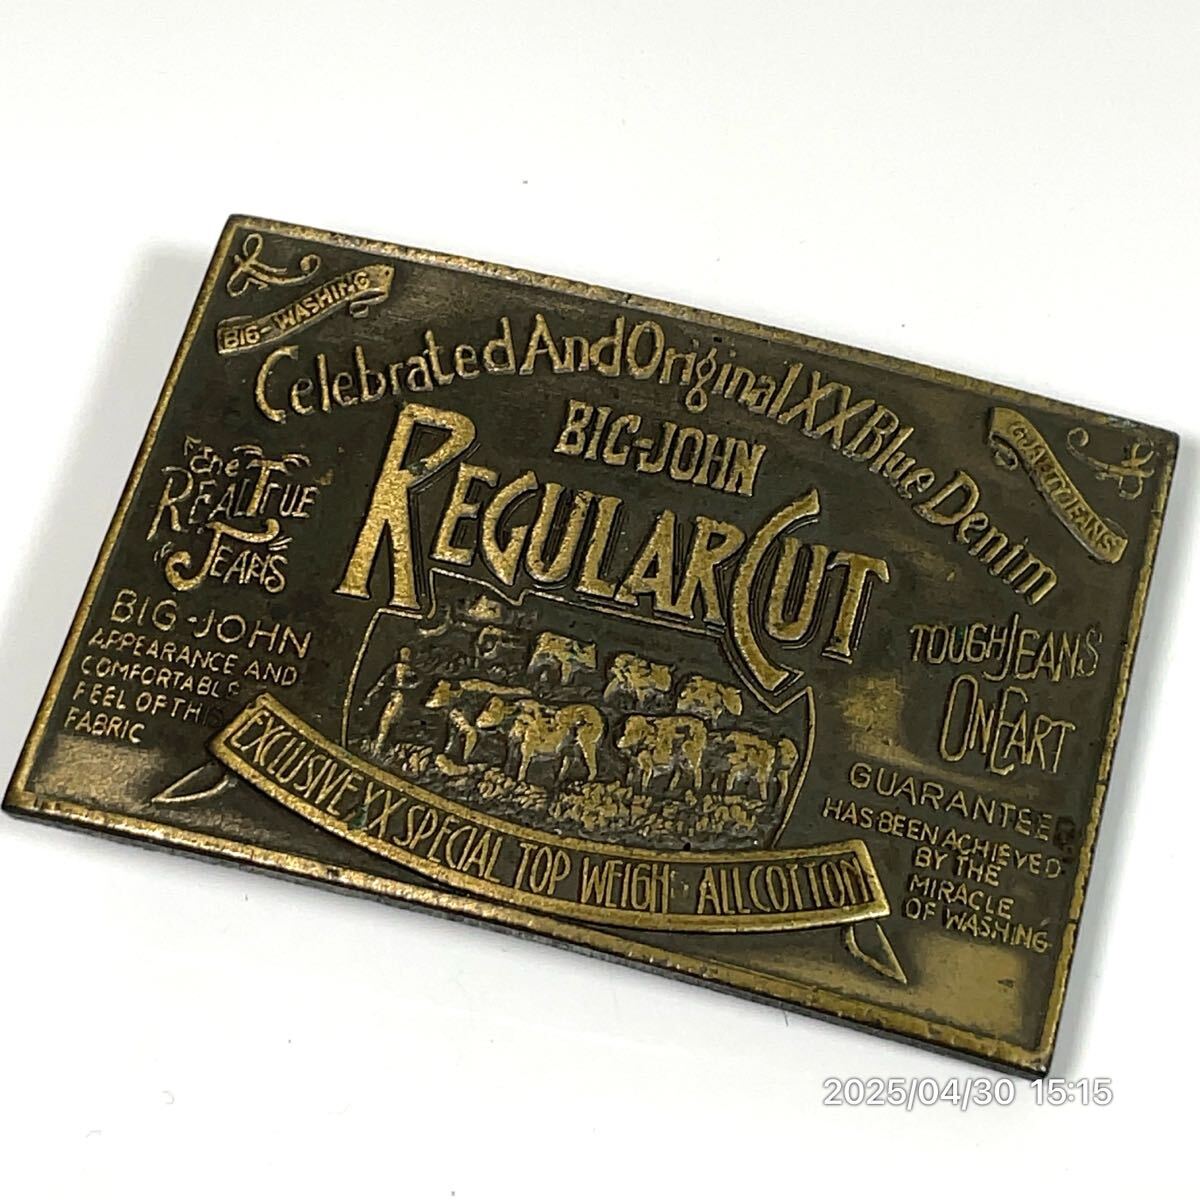 BIG-WASHING
Celebrated And Original XX Blue Denim
BIG-JOHN
REGULAR CUT
The
REAL TRUE
JEANS
BIG-JOHN
APPEARANCE AND
COMFORTABLE
FEEL OF THIS
FABRIC
TOUGH JEANS
ON EART
GUARANTEE
HAS BEEN ACHIEVED
BY THE
MIRACLE
OF WASHING
EXCLUSIVE XX SPECIAL TOP WEIGH ALL COTTON
2025/04/30 15:15